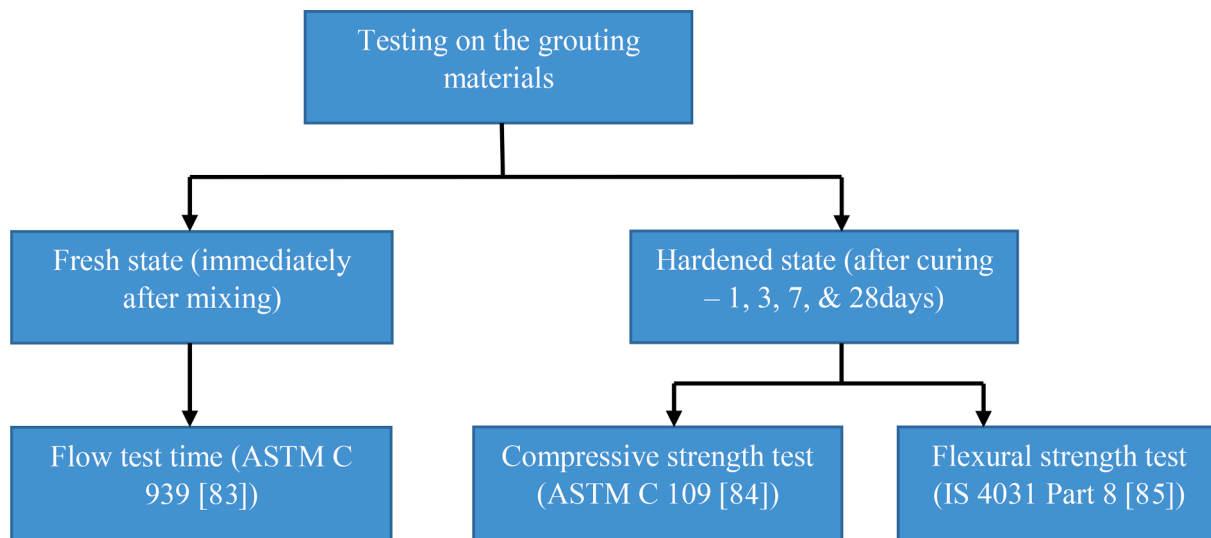 Testing on the grouting
materials
Fresh state (immediately
after mixing)
Hardened state (after curing
– 1, 3, 7, & 28days)
Flow test time (ASTM C
939 [83])
Compressive strength test
(ASTM C 109 [84])
Flexural strength test
(IS 4031 Part 8 [85])